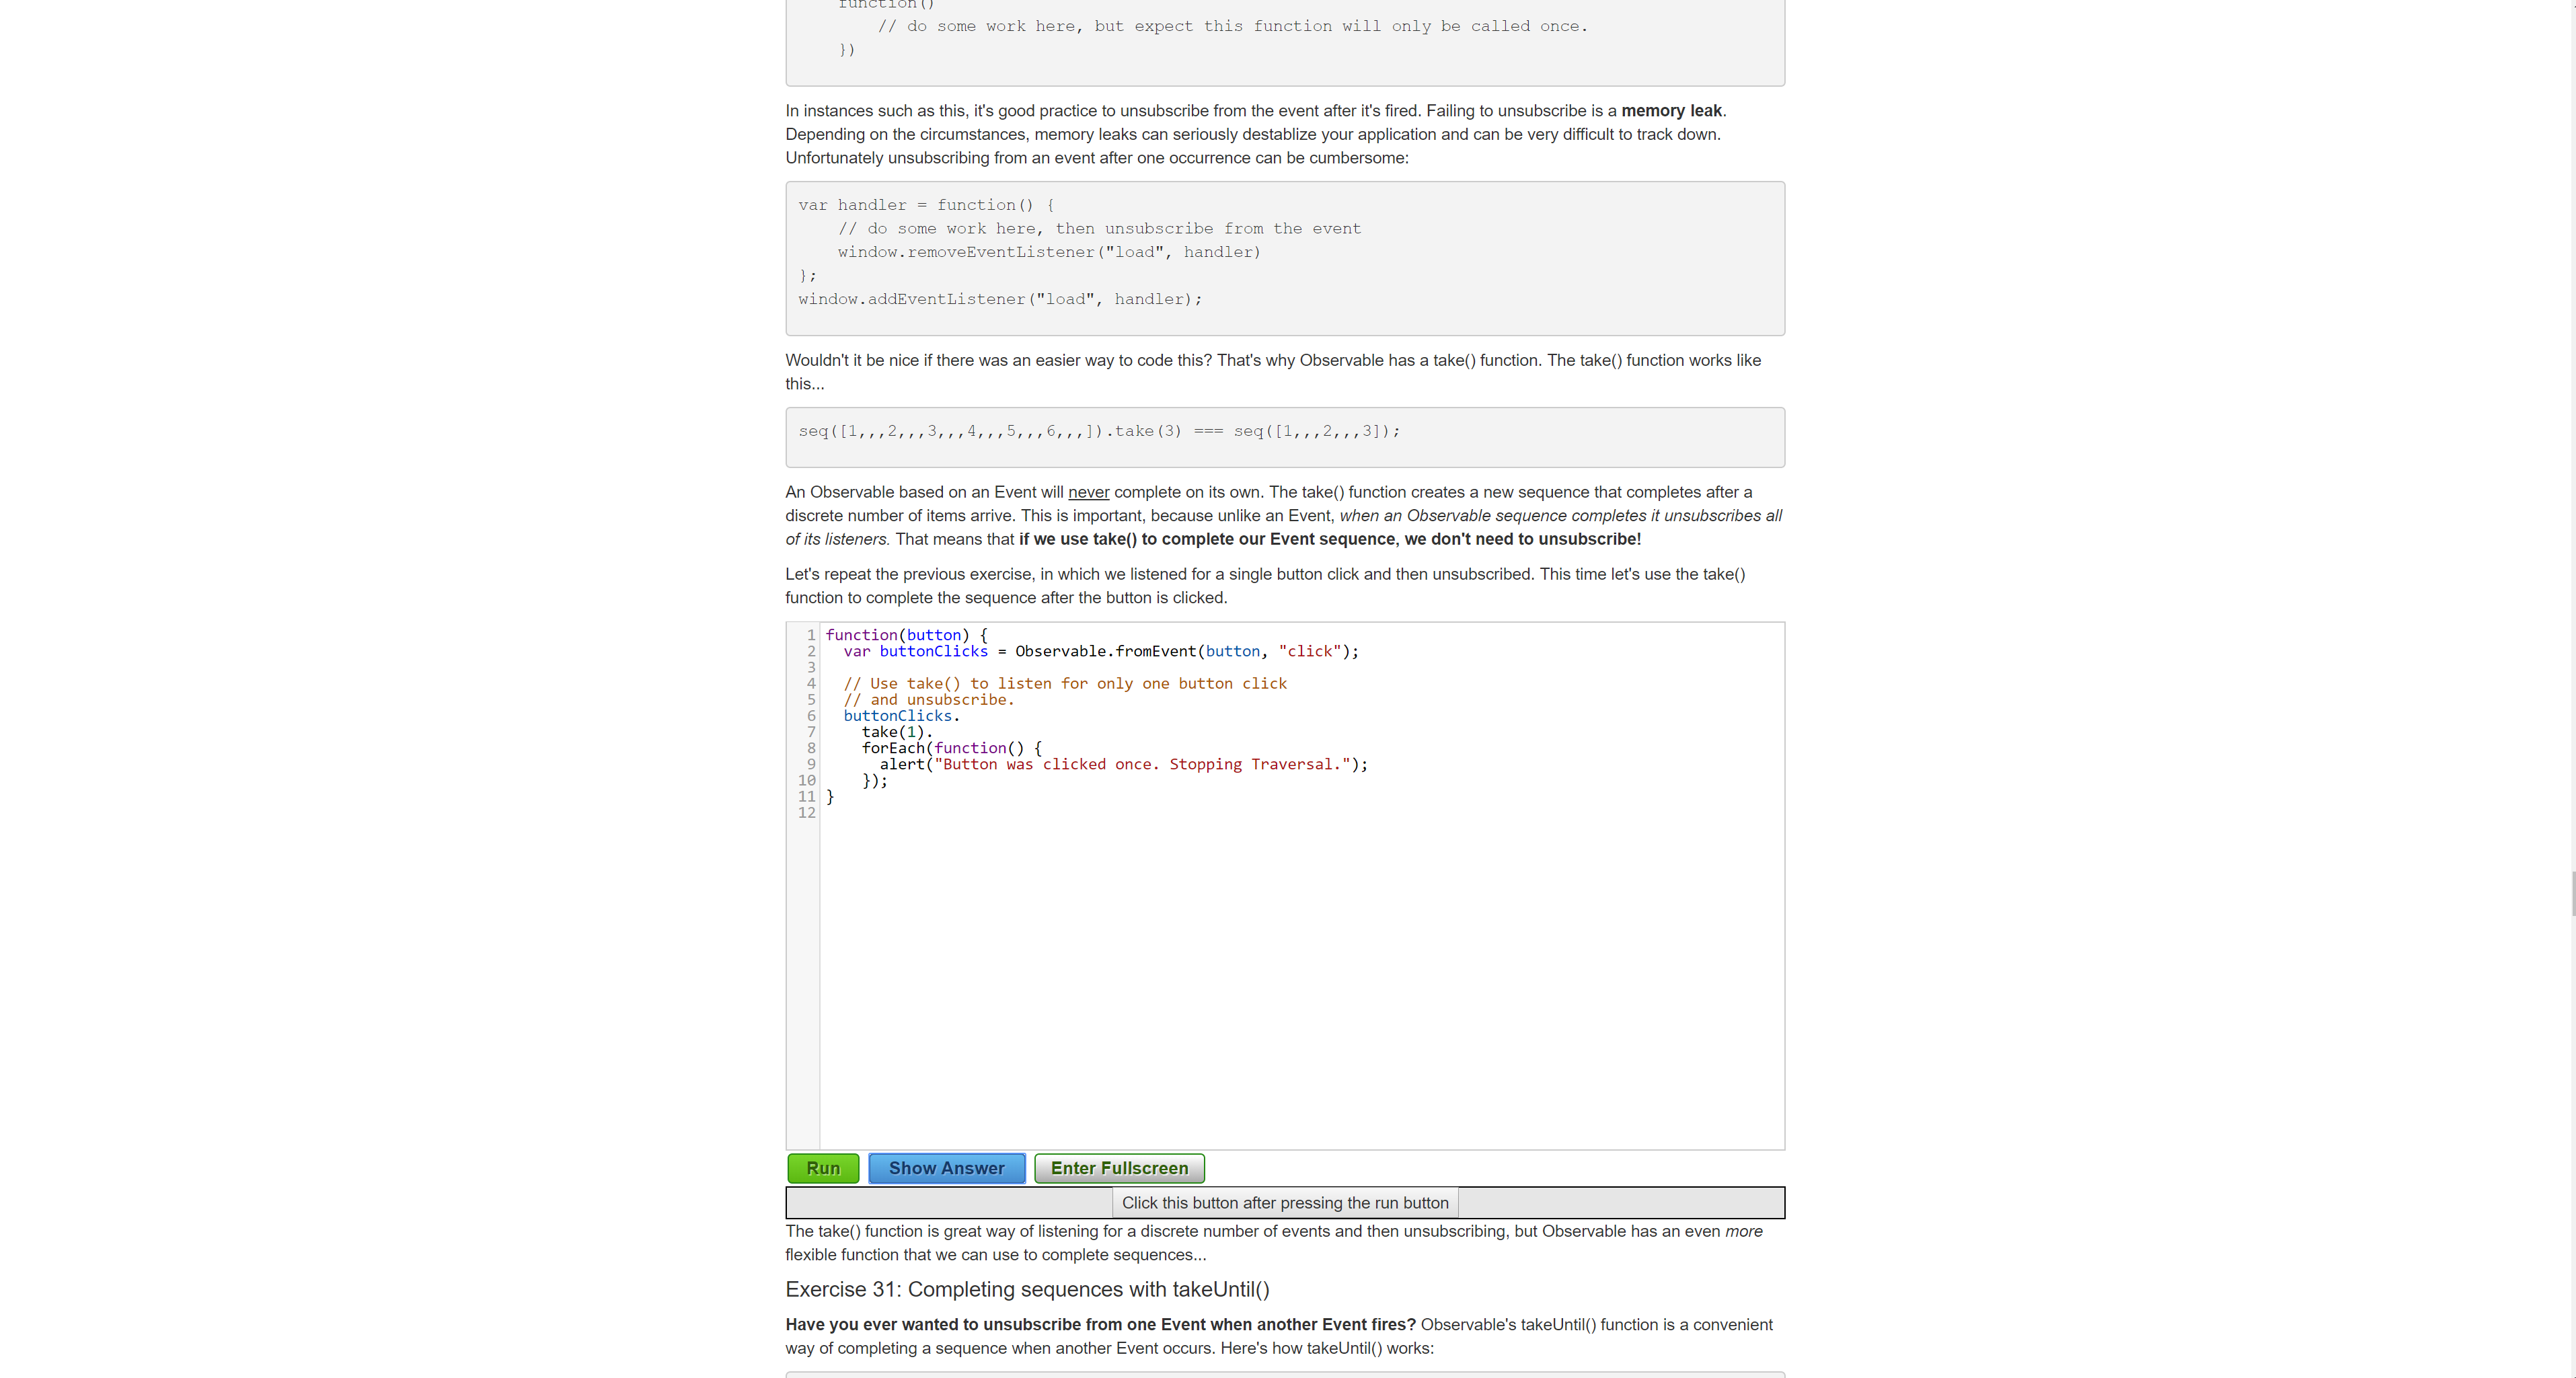 function()
// do some work here, but expect this function will only be called once.
})
In instances such as this, it's good practice to unsubscribe from the event after it's fired. Failing to unsubscribe is a memory leak.
Depending on the circumstances, memory leaks can seriously destablize your application and can be very difficult to track down.
Unfortunately unsubscribing from an event after one occurrence can be cumbersome:
var handler = function() {
// do some work here, then unsubscribe from the event
window.removeEventListener("load", handler)
};
window.addEventListener("load", handler);
Wouldn't it be nice if there was an easier way to code this? That's why Observable has a take() function. The take() function works like
this...
seq([1,,,2,,,3,,,4,,,5,,,6,,,]).take(3) === seq([1,,,2,,,3]);
An Observable based on an Event will never complete on its own. The take() function creates a new sequence that completes after a
discrete number of items arrive. This is important, because unlike an Event, when an Observable sequence completes it unsubscribes all
of its listeners. That means that if we use take() to complete our Event sequence, we don't need to unsubscribe!
Let's repeat the previous exercise, in which we listened for a single button click and then unsubscribed. This time let's use the take()
function to complete the sequence after the button is clicked.
1 function(button) {
2 var buttonClicks = Observable.fromEvent(button, "click");
3
4 // Use take() to listen for only one button click
5 // and unsubscribe.
6 buttonClicks.
7 take(1).
8 forEach(function() {
9 alert("Button was clicked once. Stopping Traversal.");
10 });
11 }
12
Run Show Answer Enter Fullscreen
Click this button after pressing the run button
The take() function is great way of listening for a discrete number of events and then unsubscribing, but Observable has an even more
flexible function that we can use to complete sequences...
Exercise 31: Completing sequences with takeUntil()
Have you ever wanted to unsubscribe from one Event when another Event fires? Observable's takeUntil() function is a convenient
way of completing a sequence when another Event occurs. Here's how takeUntil() works: